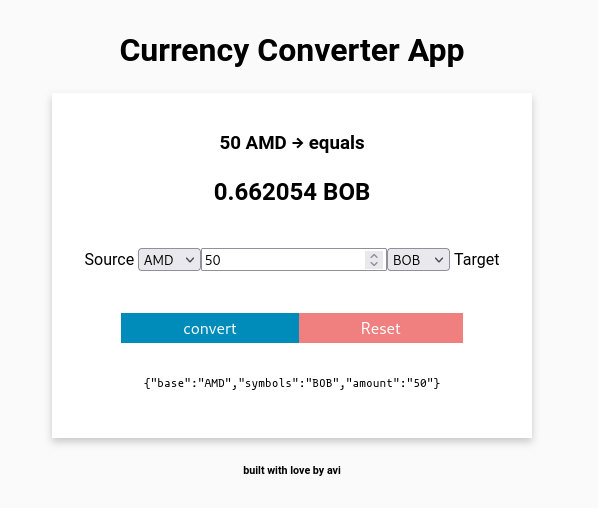 Currency Converter App
50 AMD → equals
0.662054 BOB
Source AMD 50 BOB Target
convert Reset
{"base":"AMD","symbols":"BOB","amount":"50"}
built with love by avi